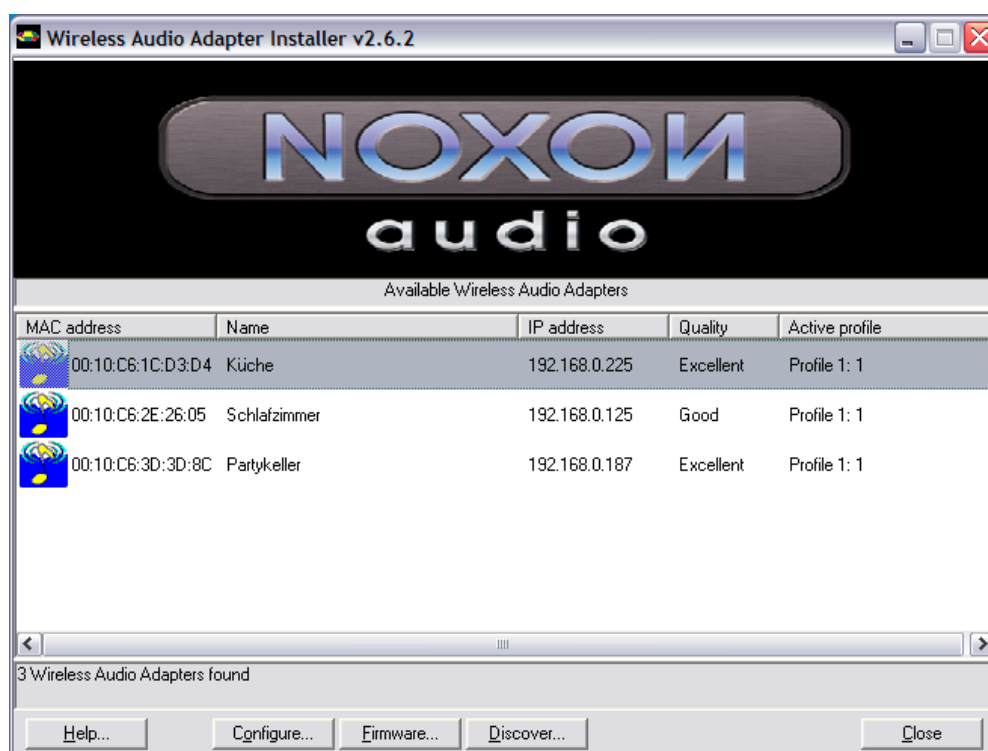 Wireless Audio Adapter Installer v2.6.2
NOXON
audio
Available Wireless Audio Adapters
MAC address Name IP address Quality Active profile
00:10:C6:1C:D3:D4 Küche 192.168.0.225 Excellent Profile 1: 1
00:10:C6:2E:26:05 Schlafzimmer 192.168.0.125 Good Profile 1: 1
00:10:C6:3D:3D:8C Partykeller 192.168.0.187 Excellent Profile 1: 1
3 Wireless Audio Adapters found
Help... Configure... Firmware... Discover... Close